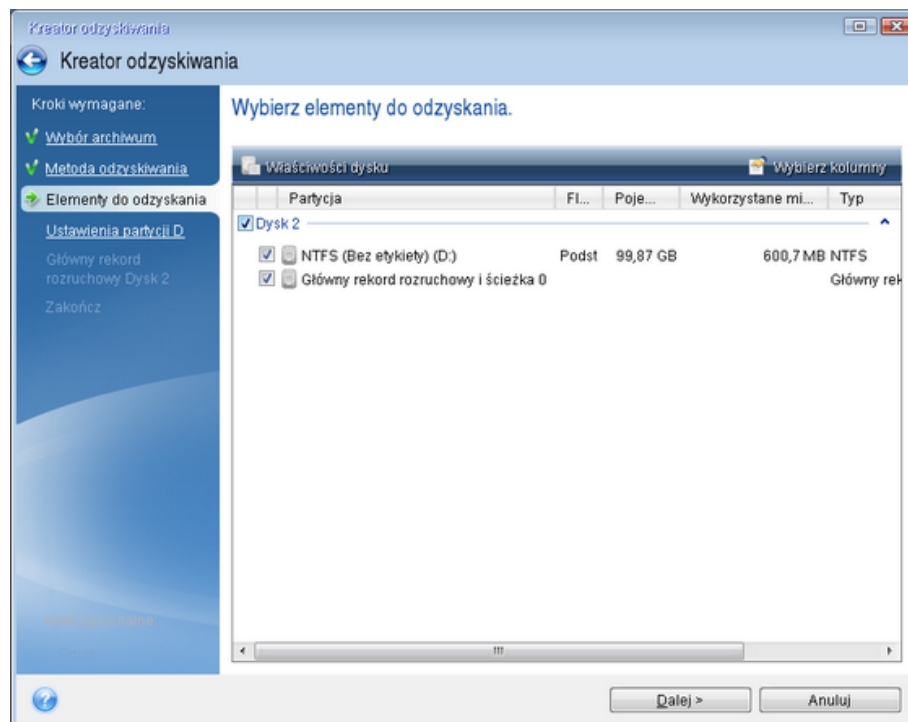 Kreator odzyskiwania
Kreator odzyskiwania
Kroki wymagane:
Wybór archiwum
Metoda odzyskiwania
Elementy do odzyskania
Ustawienia partycji D
Główny rekord
rozruchowy Dysk 2
Zakończ
Wybierz elementy do odzyskania.
Właściwości dysku
Wybierz kolumny
Partycja Fl... Poje... Wykorzystane mi... Typ
Dysk 2
NTFS (Bez etykiety) (D:) Podst 99,87 GB 600,7 MB NTFS
Główny rekord rozruchowy i ścieżka 0 Główny rek
Dalej >
Anuluj